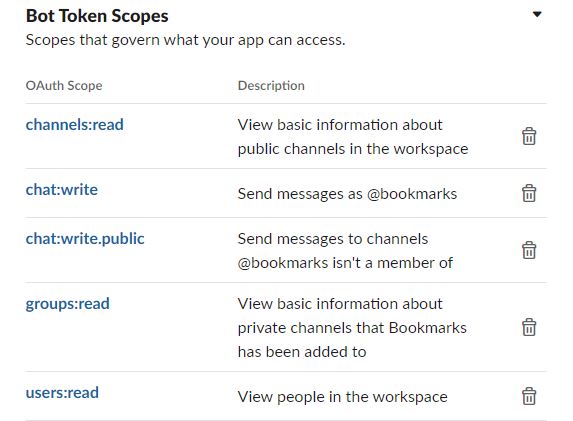 Bot Token Scopes
Scopes that govern what your app can access.
OAuth Scope Description
channels:read View basic information about
public channels in the workspace
chat:write Send messages as @bookmarks
chat:write.public Send messages to channels
@bookmarks isn't a member of
groups:read View basic information about
private channels that Bookmarks
has been added to
users:read View people in the workspace